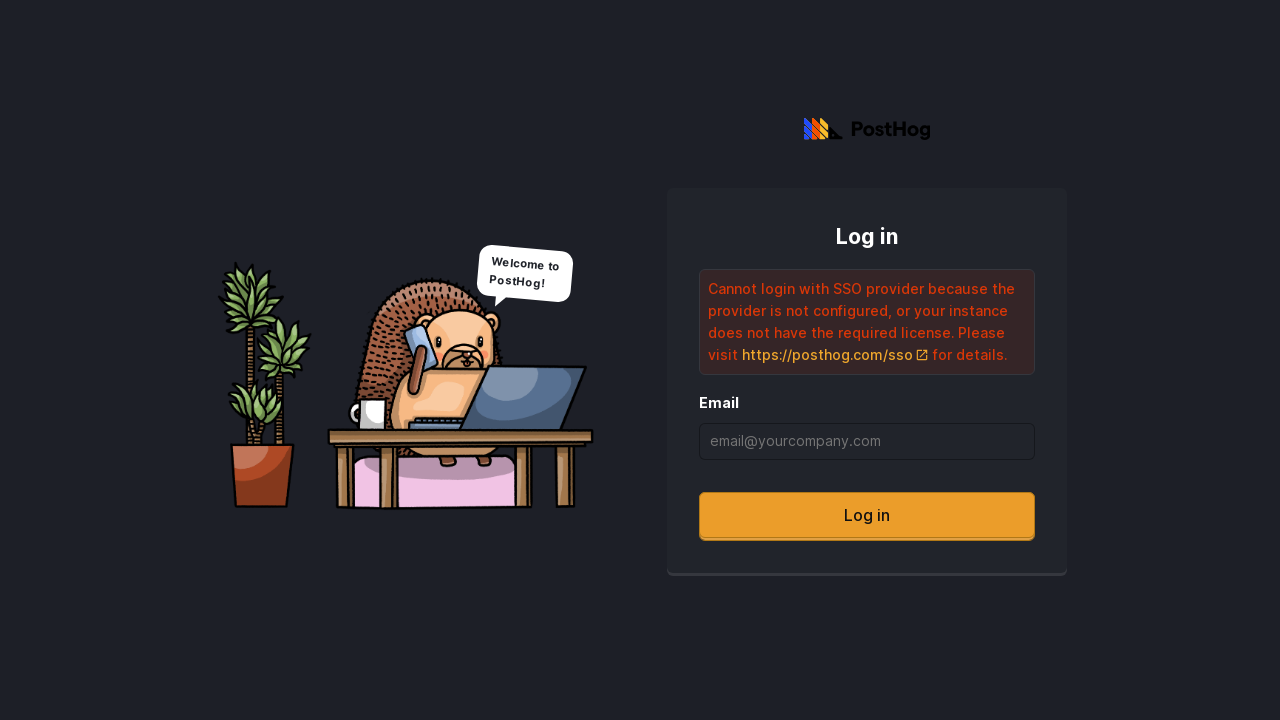 PostHog
Welcome to
PostHog!
Log in
Cannot login with SSO provider because the
provider is not configured, or your instance
does not have the required license. Please
visit https://posthog.com/sso for details.
Email
email@yourcompany.com
Log in